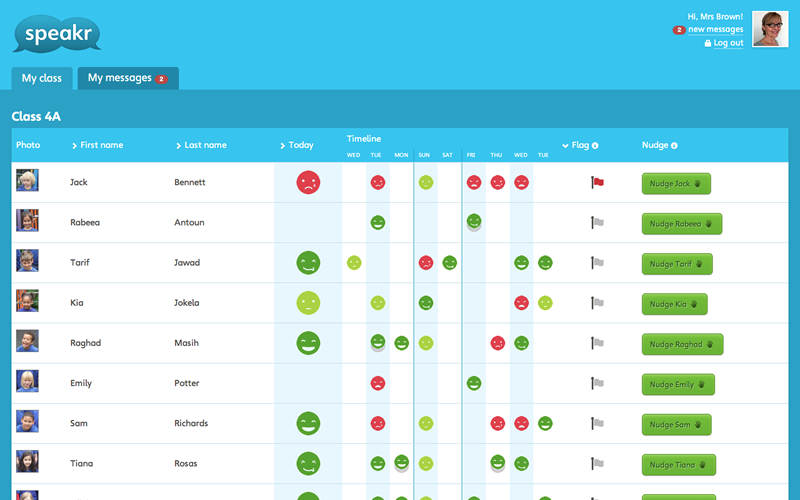 speakr
Hi, Mrs Brown!
2 new messages
Log out
My class
My messages 2
Class 4A
Photo First name Last name Today Timeline Flag Nudge
WED TUE MON SUN SAT FRI THU WED TUE
Jack Bennett Nudge Jack
Rabeea Antoun Nudge Rabeea
Tarif Jawad Nudge Tarif
Kia Jokela Nudge Kia
Raghad Masih Nudge Raghad
Emily Potter Nudge Emily
Sam Richards Nudge Sam
Tiana Rosas Nudge Tiana